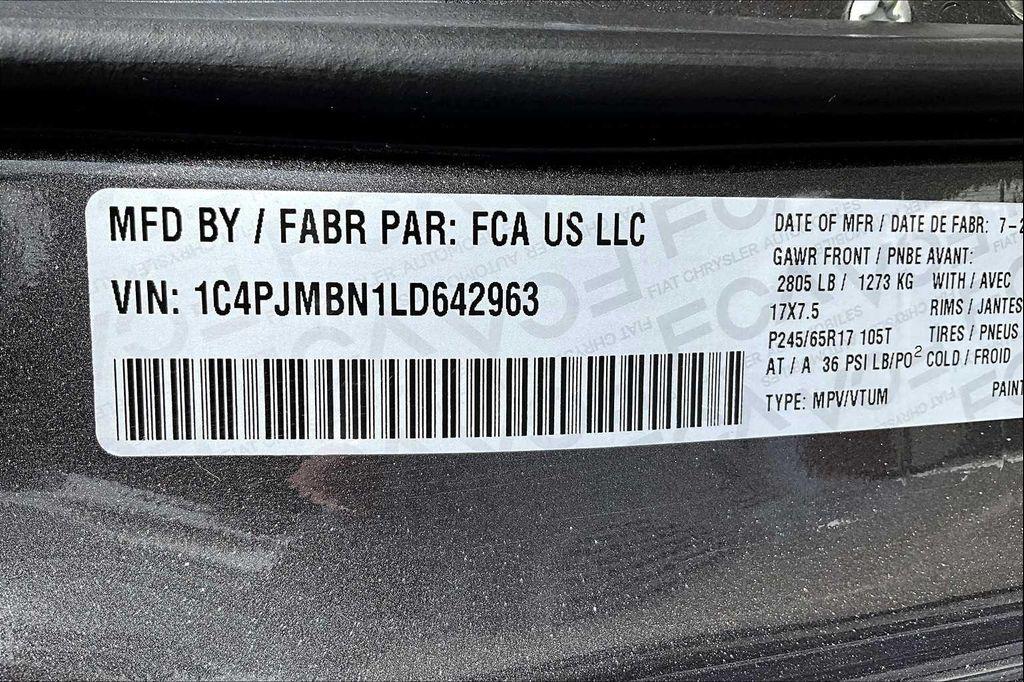 MFD BY / FABR PAR: FCA US LLC
VIN: 1C4PJMBN1LD642963
DATE OF MFR / DATE DE FABR: 7-2
GAWR FRONT / PNBE AVANT:
2805 LB / 1273 KG WITH / AVEC
17X7.5 RIMS / JANTES
P245/65R17 105T TIRES / PNEUS
AT / A 36 PSI LB/PO² COLD / FROID
TYPE: MPV/VTUM PAINT